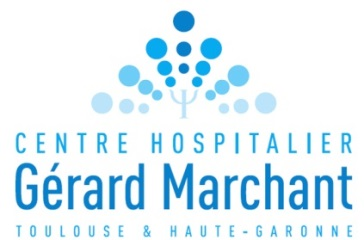 Ψ
CENTRE HOSPITALIER
Gérard Marchant
TOULOUSE & HAUTE-GARONNE